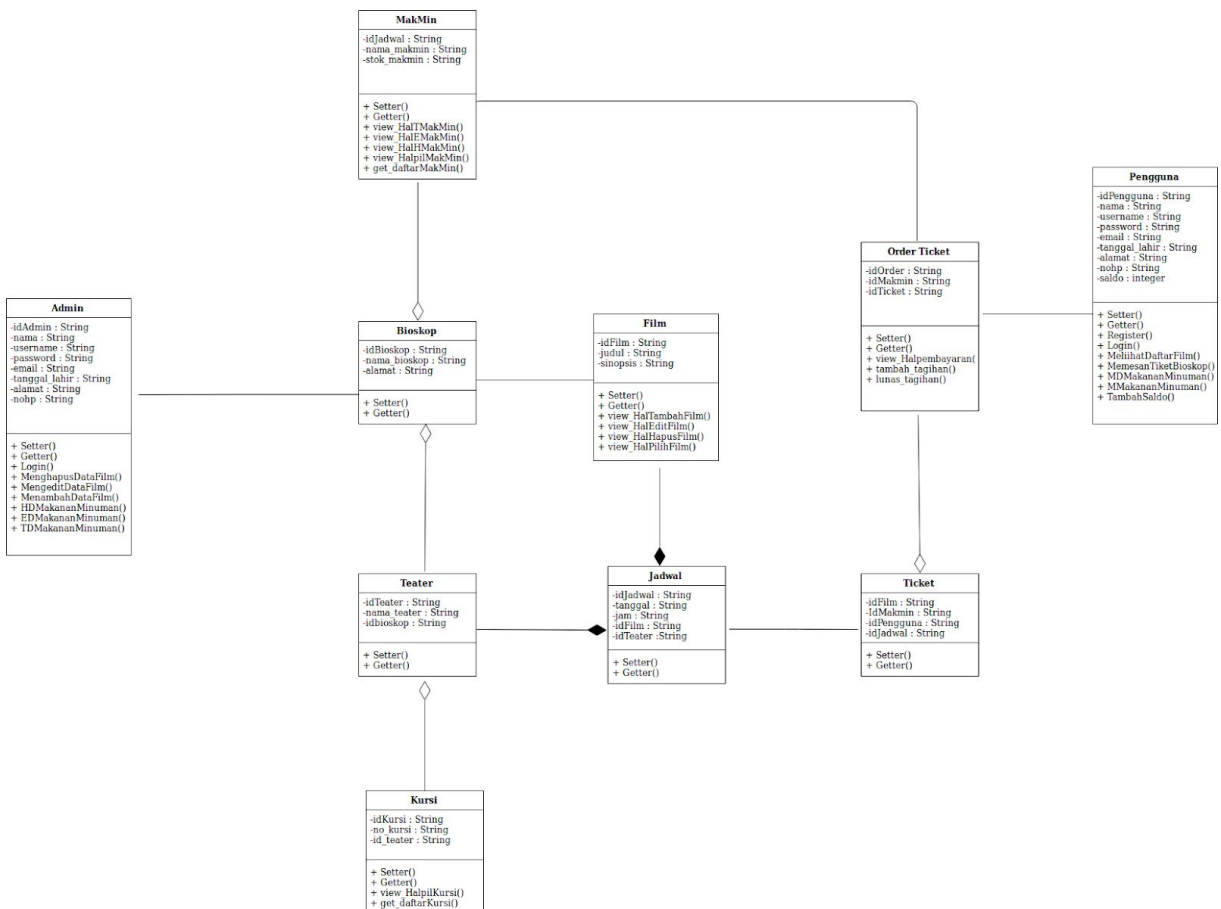 MakMin
-idJadwal : String
-nama_makmin : String
-stok_makmin : String
+ Setter()
+ Getter()
+ view_HalTMakMin()
+ view_HalEMakMin()
+ view_HalHMakMin()
+ view_HalpilMakMin()
+ get_daftarMakMin()
Pengguna
-idPengguna : String
-nama : String
-username : String
-password : String
-email : String
-tanggal_lahir : String
-alamat : String
-nohp : String
-saldo : integer
+ Setter()
+ Getter()
+ Register()
+ Login()
+ MeliihatDaftarFilm()
+ MemesanTiketBioskop()
+ MDMakananMinuman()
+ MMakananMinuman()
+ TambahSaldo()
Order Ticket
-idOrder : String
-idMakmin : String
-idTicket : String
+ Setter()
+ Getter()
+ view_Halpembayaran(
+ tambah_tagihan()
+ lunas_tagihan()
Admin
-idAdmin : String
-nama : String
-username : String
-password : String
-email : String
-tanggal_lahir : String
-alamat : String
-nohp : String
+ Setter()
+ Getter()
+ Login()
+ MenghapusDataFilm()
+ MengeditDataFilm()
+ MenambahDataFilm()
+ HDMakananMinuman()
+ EDMakananMinuman()
+ TDMakananMinuman()
Bioskop
-idBioskop : String
-nama_bioskop : String
-alamat : String
+ Setter()
+ Getter()
Film
-idFilm : String
-judul : String
-sinopsis : String
+ Setter()
+ Getter()
+ view_HalTambahFilm()
+ view_HalEditFilm()
+ view_HalHapusFilm()
+ view_HalPilihFilm()
Teater
-idTeater : String
-nama_teater : String
-idbioskop : String
+ Setter()
+ Getter()
Jadwal
-idJadwal : String
-tanggal : String
-jam : String
-idFilm : String
-idTeater :String
+ Setter()
+ Getter()
Ticket
-idFilm : String
-IdMakmin : String
-idPengguna : String
-idJadwal : String
+ Setter()
+ Getter()
Kursi
-idKursi : String
-no_kursi : String
-id_teater : String
+ Setter()
+ Getter()
+ view_HalpilKursi()
+ get_daftarKursi()